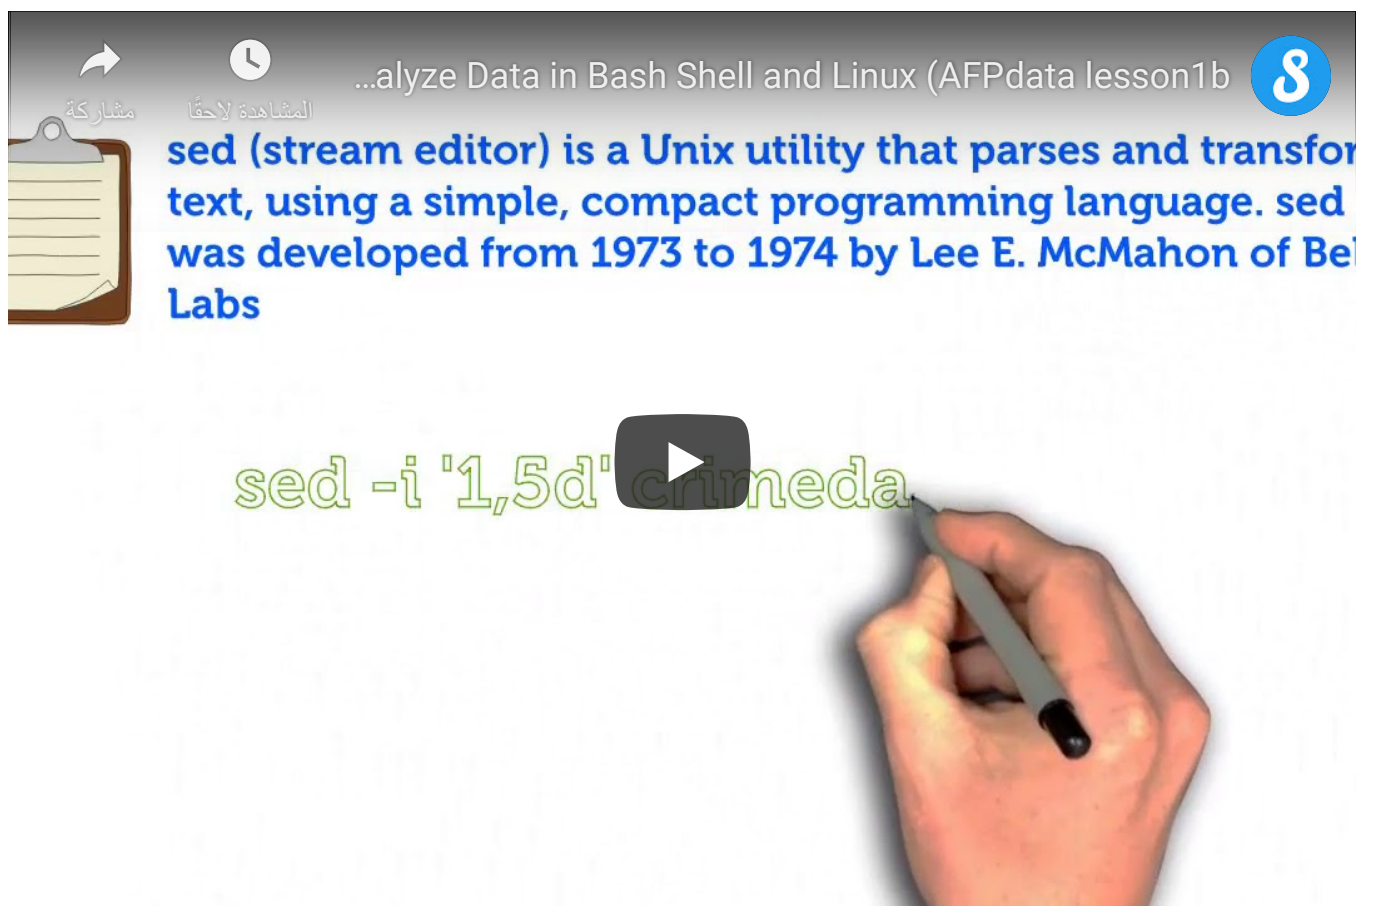 ...alyze Data in Bash Shell and Linux (AFPdata lesson1b
مشاركة
المشاهدة لاحقًا
sed (stream editor) is a Unix utility that parses and transfor
text, using a simple, compact programming language. sed
was developed from 1973 to 1974 by Lee E. McMahon of Bel
Labs
sed -i '1,5d' crimeda